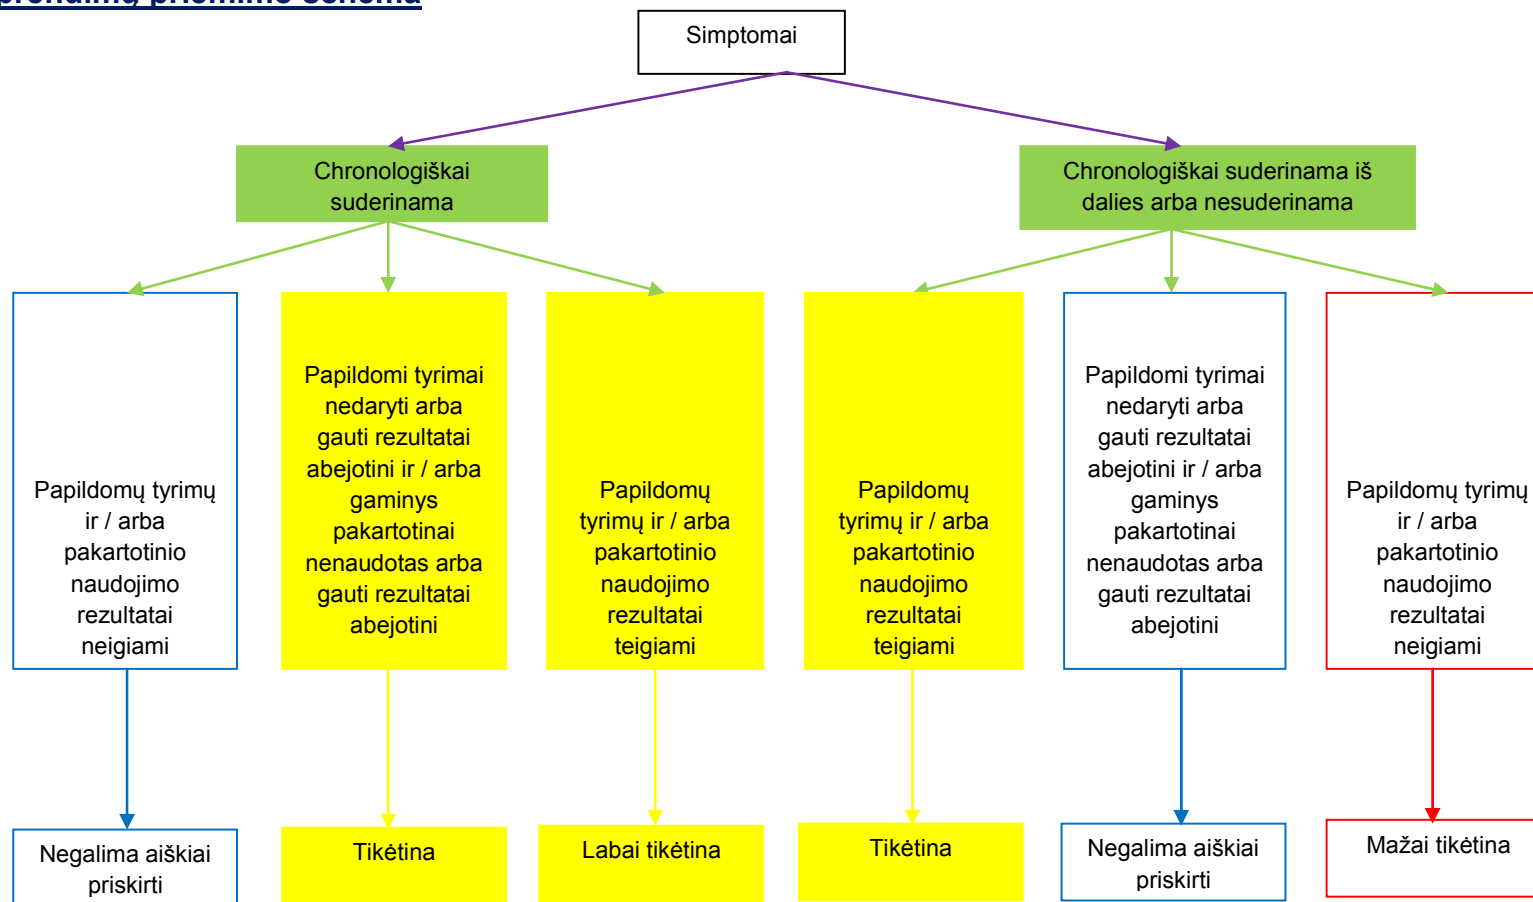 priėmimo schema
Simptomai
Chronologiškai
suderinama
Chronologiškai suderinama iš
dalies arba nesuderinama
Papildomų tyrimų
ir / arba
pakartotinio
naudojimo
rezultatai
neigiami
Papildomi tyrimai
nedaryti arba
gauti rezultatai
abejotini ir / arba
gaminys
pakartotinai
nenaudotas arba
gauti rezultatai
abejotini
Papildomų
tyrimų ir / arba
pakartotinio
naudojimo
rezultatai
teigiami
Papildomų
tyrimų ir / arba
pakartotinio
naudojimo
rezultatai
teigiami
Papildomi tyrimai
nedaryti arba
gauti rezultatai
abejotini ir / arba
gaminys
pakartotinai
nenaudotas arba
gauti rezultatai
abejotini
Papildomų tyrimų
ir / arba
pakartotinio
naudojimo
rezultatai
neigiami
Negalima aiškiai
priskirti
Tikėtina
Labai tikėtina
Tikėtina
Negalima aiškiai
priskirti
Mažai tikėtina